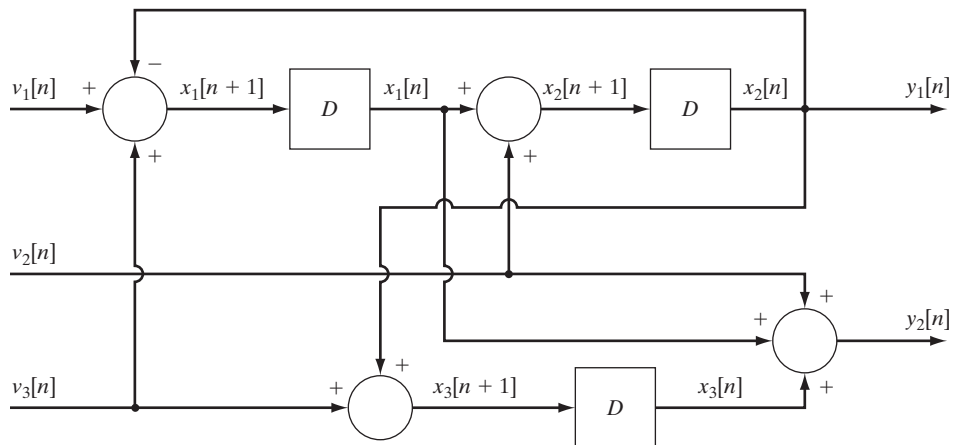 −
v₁[n] + x₁[n + 1] D x₁[n] + x₂[n + 1] D x₂[n] y₁[n]
+ +
v₂[n]
+
+ y₂[n]
v₃[n] + + x₃[n + 1] D x₃[n] +